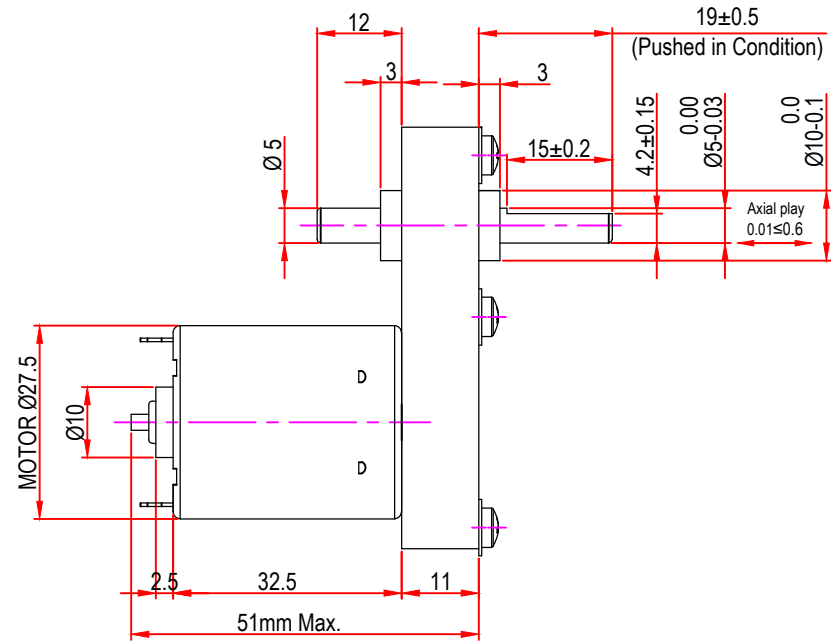 12
19±0.5
(Pushed in Condition)
3
3
Ø 5
15±0.2
4.2±0.15
0.00
Ø5-0.03
0.0
Ø10-0.1
Axial play
0.01≤0.6
MOTOR Ø27.5
Ø10
2.5
32.5
11
51mm Max.